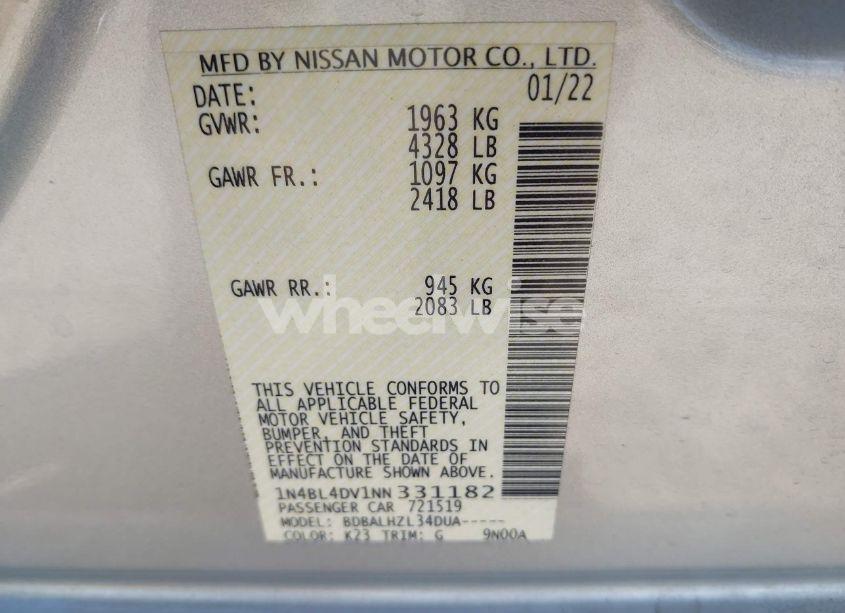 MFD BY NISSAN MOTOR CO., LTD.
DATE: 01/22
GVWR: 1963 KG
4328 LB
GAWR FR.: 1097 KG
2418 LB
GAWR RR.: 945 KG
2083 LB
wheelwise
THIS VEHICLE CONFORMS TO
ALL APPLICABLE FEDERAL
MOTOR VEHICLE SAFETY,
BUMPER, AND THEFT
PREVENTION STANDARDS IN
EFFECT ON THE DATE OF
MANUFACTURE SHOWN ABOVE.
1N4BL4DV1NN331182
PASSENGER CAR 721519
MODEL: BDBALHZL34DUA-----
COLOR: K23 TRIM: G 9N00A